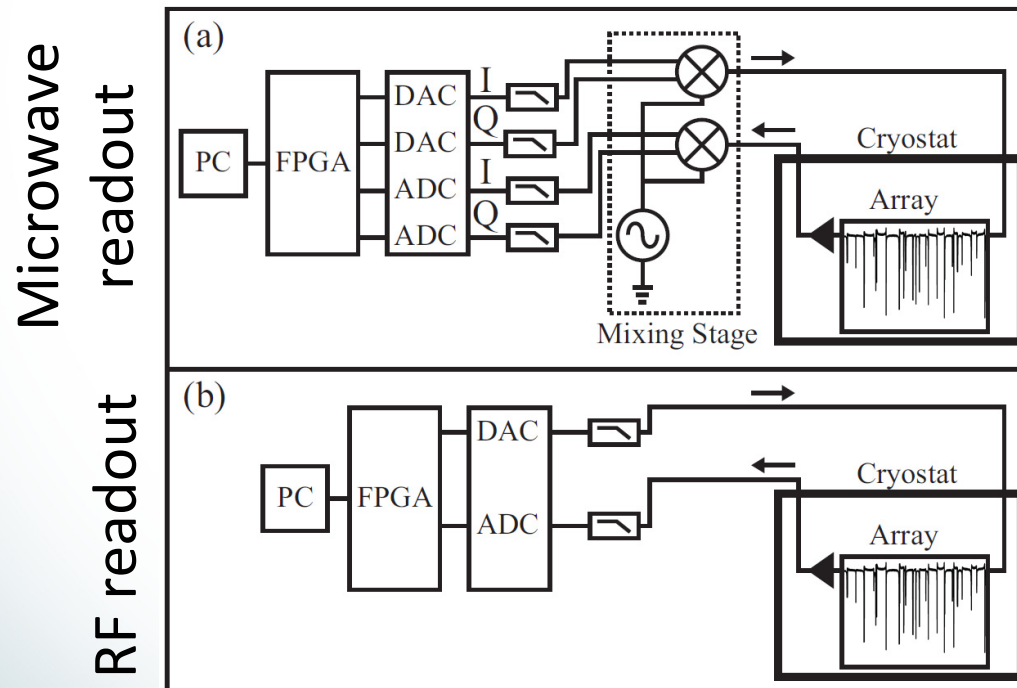 Microwave
readout
(a)
PC
FPGA
DAC
DAC
ADC
ADC
I
Q
I
Q
Mixing Stage
Cryostat
Array
RF readout
(b)
PC
FPGA
DAC
ADC
Cryostat
Array